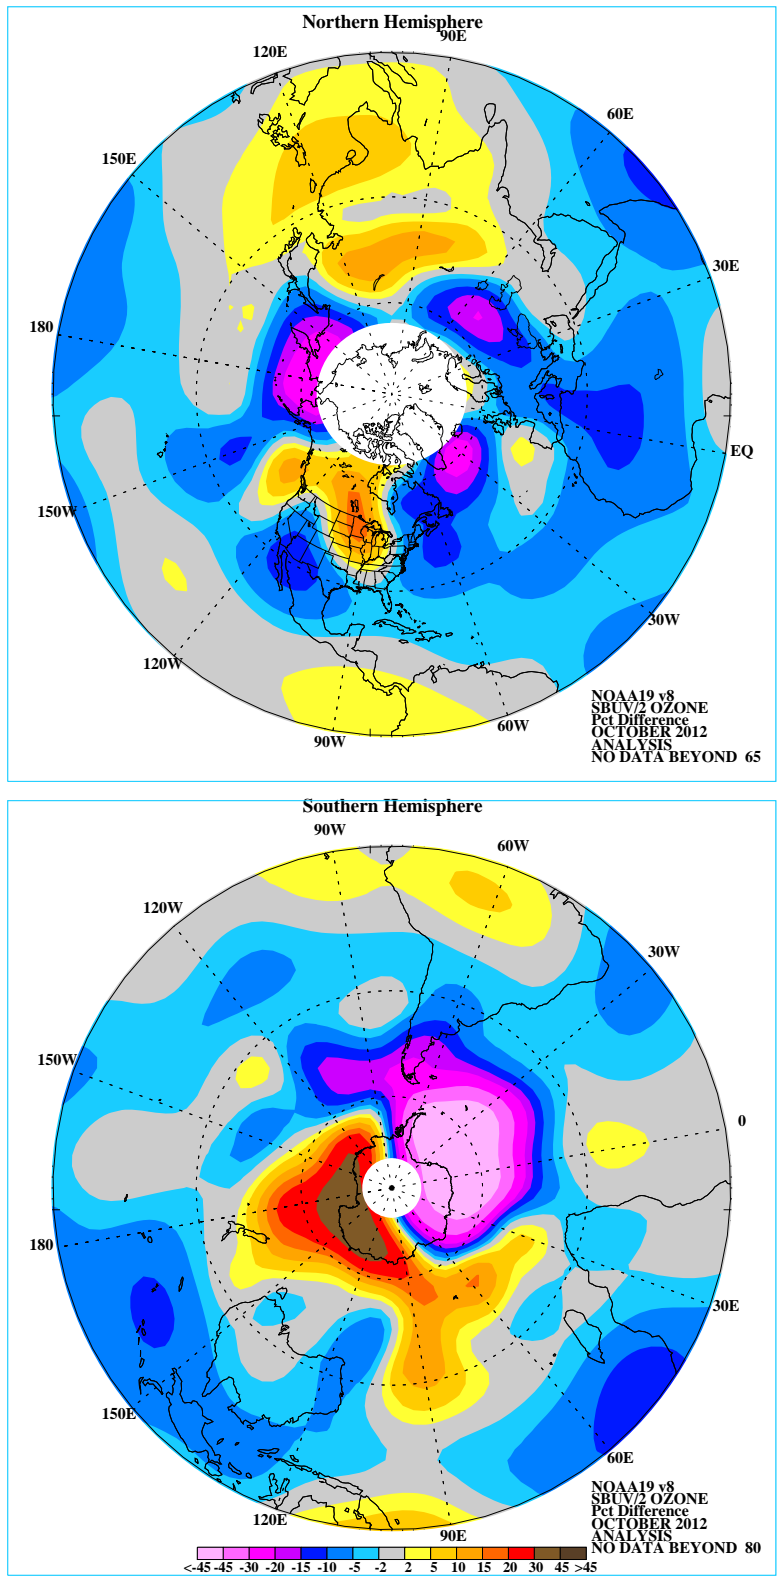 Northern Hemisphere
90E
120E
60E
150E
30E
180
EQ
150W
30W
120W
60W
90W
NOAA19 v8
SBUV/2 OZONE
Pct Difference
OCTOBER 2012
ANALYSIS
NO DATA BEYOND 65
Southern Hemisphere
90W
60W
120W
30W
150W
0
180
30E
150E
60E
120E
90E
NOAA19 v8
SBUV/2 OZONE
Pct Difference
OCTOBER 2012
ANALYSIS
NO DATA BEYOND 80
<-45 -45 -30 -20 -15 -10 -5 -2 2 5 10 15 20 30 45 >45